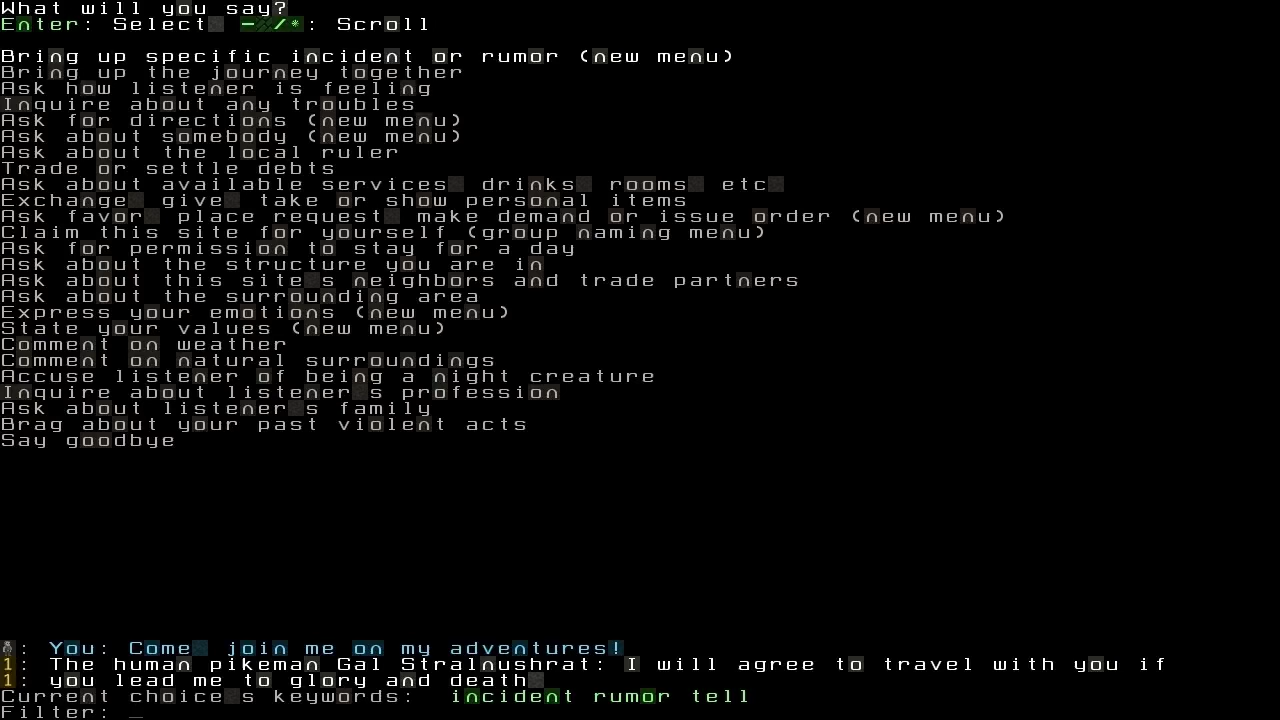 What will you say?
Enter: Select -/*: Scroll
Bring up specific incident or rumor (new menu)
Bring up the journey together
Ask how listener is feeling
Inquire about any troubles
Ask for directions (new menu)
Ask about somebody (new menu)
Ask about the local ruler
Trade or settle debts
Ask about available services drinks rooms etc
Exchange give take or show personal items
Ask favor place request make demand or issue order (new menu)
Claim this site for yourself (group naming menu)
Ask for permission to stay for a day
Ask about the structure you are in
Ask about this site s neighbors and trade partners
Ask about the surrounding area
Express your emotions (new menu)
State your values (new menu)
Comment on weather
Comment on natural surroundings
Accuse listener of being a night creature
Inquire about listener s profession
Ask about listener s family
Brag about your past violent acts
Say goodbye
: You: Come join me on my adventures!
1: The human pikeman Gal Stralnushrat: I will agree to travel with you if
1: you lead me to glory and death
Current choice s keywords: incident rumor tell
Filter: _